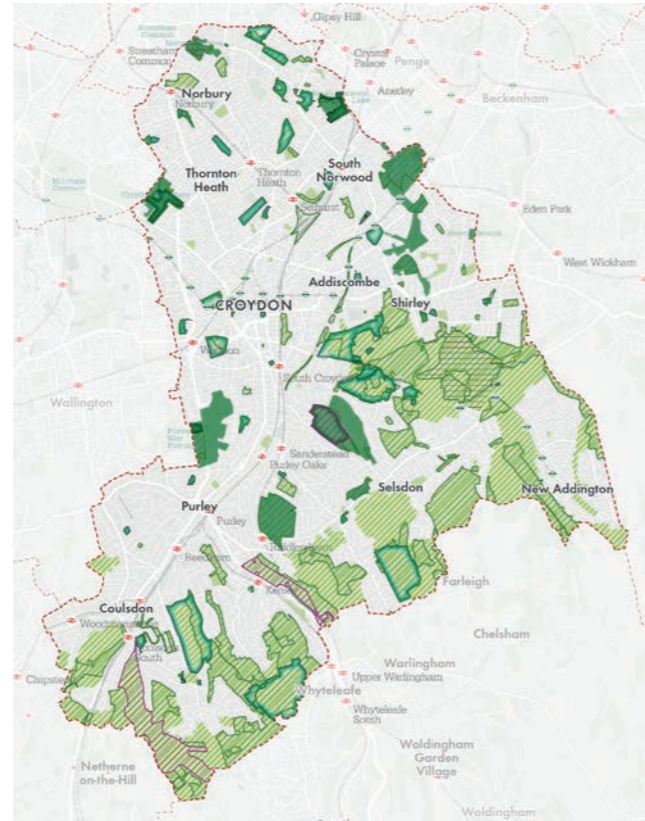 Gipsy Hill
Streatham
Common
Crystal
Palace
Penge
Norbury
Norbury
Anerley
Beckenham
Thornton
Heath
Thornton
Heath
South
Norwood
Selhurst
Eden Park
West Wickham
Addiscombe
CROYDON
Shirley
Wallington
South Croydon
Sanderstead
Purley Oaks
Selsdon
New Addington
Purley
Purley
Riddlesdown
Reedham
Farleigh
Coulsdon
Chelsham
Chipstead
Warlingham
Upper Warlingham
Whyteleafe
Whyteleafe
South
Woldingham
Garden
Village
Netherne
on-the-Hill
Woldingham